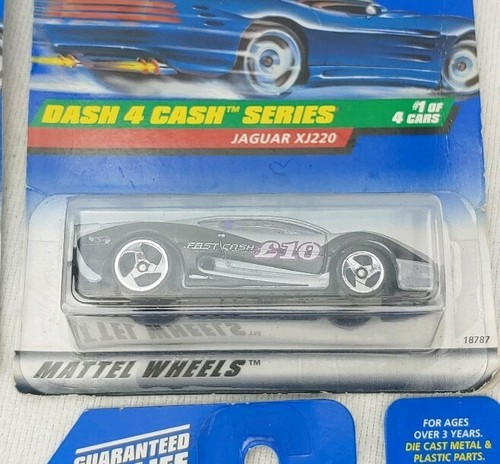 DASH 4 CASH™ SERIES
#1 OF
4 CARS
JAGUAR XJ220
FAST CASH £10
18787
MATTEL WHEELS™
GUARANTEED
FOR AGES
OVER 3 YEARS.
DIE CAST METAL &
PLASTIC PARTS.